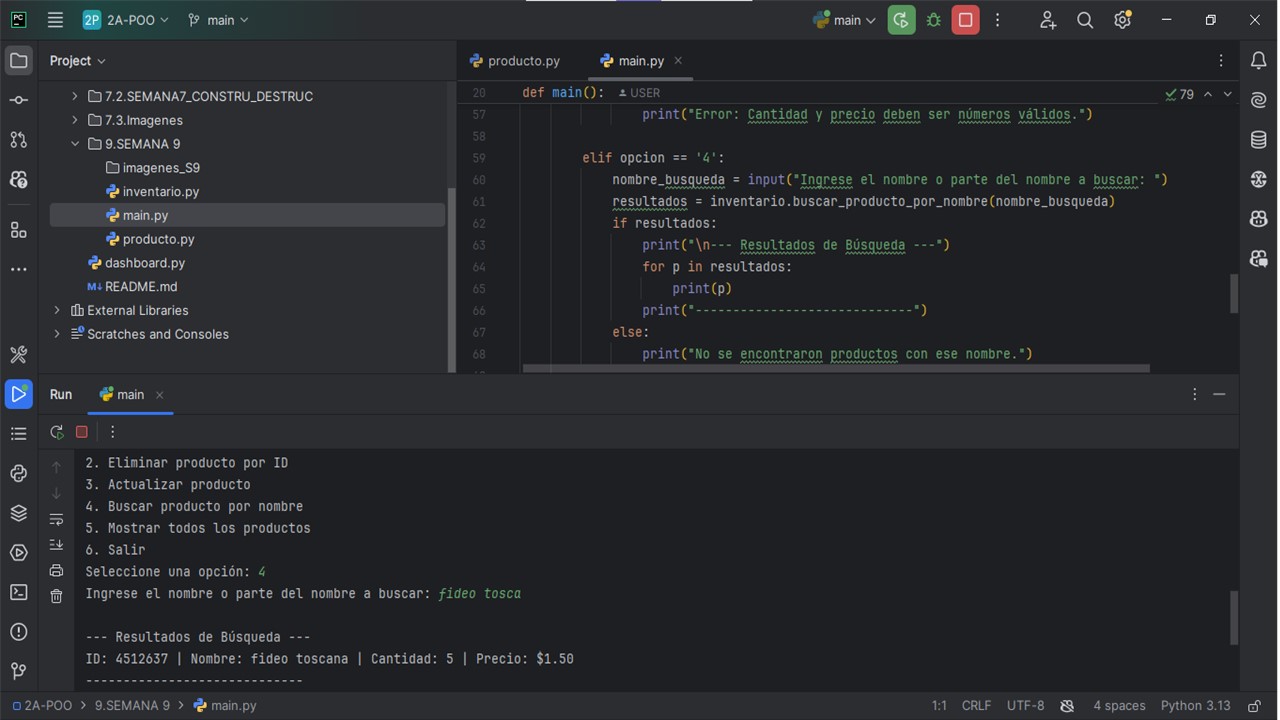 PC 2P 2A-POO main main
Project
7.2.SEMANA7_CONSTRU_DESTRUC
7.3.Imagenes
9.SEMANA 9
imagenes_S9
inventario.py
main.py
producto.py
dashboard.py
M↓ README.md
External Libraries
Scratches and Consoles
producto.py main.py
20 def main(): USER 79
57 print("Error: Cantidad y precio deben ser números válidos.")
58
59 elif opcion == '4':
60 nombre_busqueda = input("Ingrese el nombre o parte del nombre a buscar: ")
61 resultados = inventario.buscar_producto_por_nombre(nombre_busqueda)
62 if resultados:
63 print("\n--- Resultados de Búsqueda ---")
64 for p in resultados:
65 print(p)
66 print("-----------------------------")
67 else:
68 print("No se encontraron productos con ese nombre.")
Run main
2. Eliminar producto por ID
3. Actualizar producto
4. Buscar producto por nombre
5. Mostrar todos los productos
6. Salir
Seleccione una opción: 4
Ingrese el nombre o parte del nombre a buscar: fideo tosca
--- Resultados de Búsqueda ---
ID: 4512637 | Nombre: fideo toscana | Cantidad: 5 | Precio: $1.50
-----------------------------
2A-POO > 9.SEMANA 9 > main.py 1:1 CRLF UTF-8 4 spaces Python 3.13